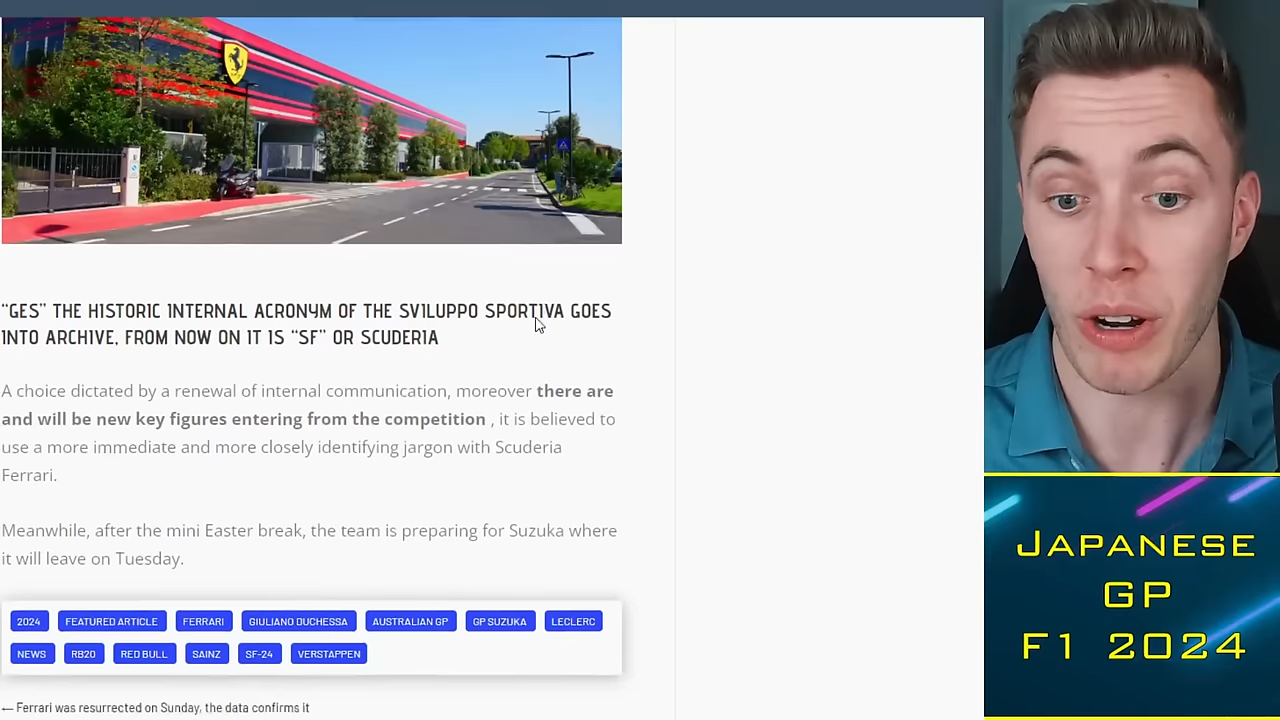 “GES” THE HISTORIC INTERNAL ACRONYM OF THE SVILUPPO SPORTIVA GOES
INTO ARCHIVE, FROM NOW ON IT IS “SF” OR SCUDERIA
A choice dictated by a renewal of internal communication, moreover there are
and will be new key figures entering from the competition , it is believed to
use a more immediate and more closely identifying jargon with Scuderia
Ferrari.
Meanwhile, after the mini Easter break, the team is preparing for Suzuka where
it will leave on Tuesday.
2024 FEATURED ARTICLE FERRARI GIULIANO DUCHESSA AUSTRALIAN GP GP SUZUKA LECLERC
NEWS RB20 RED BULL SAINZ SF-24 VERSTAPPEN
← Ferrari was resurrected on Sunday, the data confirms it
JAPANESE
GP
F1 2024